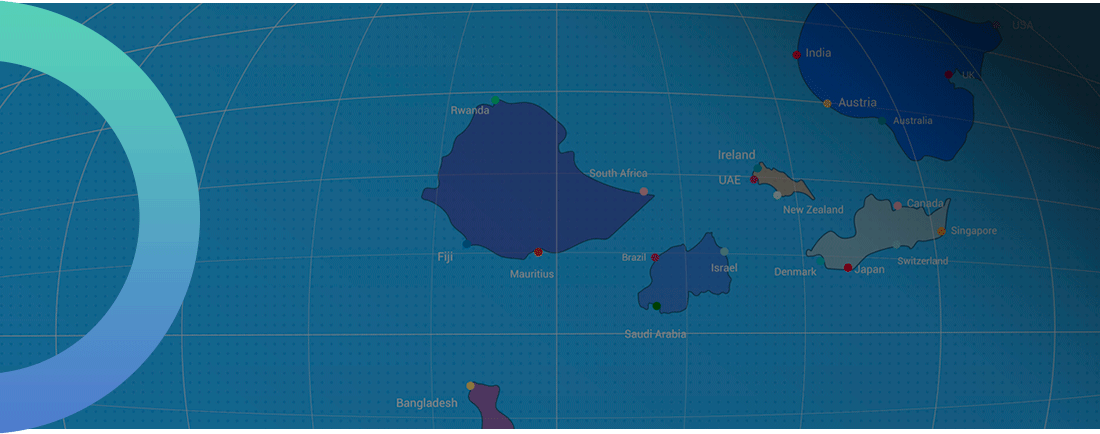 USA
India
UK
Austria
Rwanda
Australia
Ireland
South Africa
UAE
Canada
New Zealand
Singapore
Fiji
Brazil
Switzerland
Israel
Mauritius
Denmark
Japan
Saudi Arabia
Bangladesh